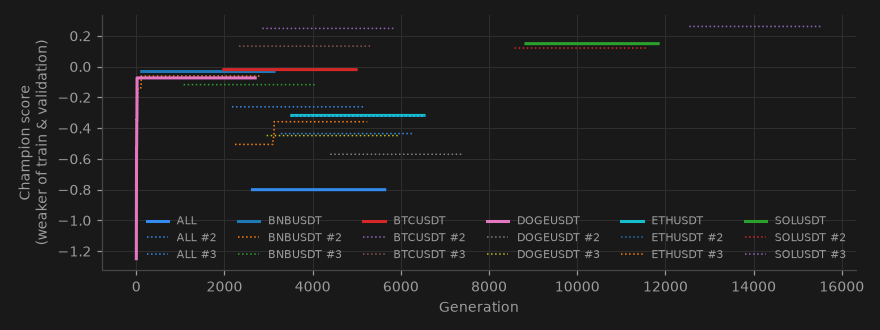 Champion score
(weaker of train & validation)
0.2
0.0
−0.2
−0.4
−0.6
−0.8
−1.0
−1.2
ALL BNBUSDT BTCUSDT DOGEUSDT ETHUSDT SOLUSDT
ALL #2 BNBUSDT #2 BTCUSDT #2 DOGEUSDT #2 ETHUSDT #2 SOLUSDT #2
ALL #3 BNBUSDT #3 BTCUSDT #3 DOGEUSDT #3 ETHUSDT #3 SOLUSDT #3
0 2000 4000 6000 8000 10000 12000 14000 16000
Generation